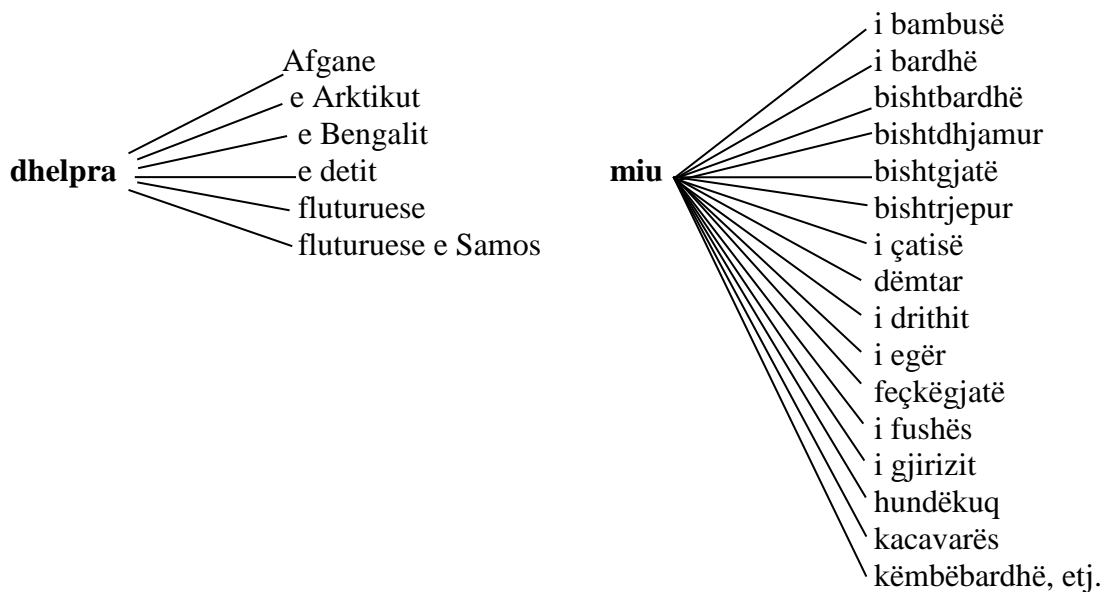 dhelpra
Afgane
e Arktikut
e Bengalit
e detit
fluturuese
fluturuese e Samos
miu
i bambusë
i bardhë
bishtbardhë
bishtdhjamur
bishtgjatë
bishtrjepur
i çatisë
dëmtar
i drithit
i egër
feçkëgjatë
i fushës
i gjirizit
hundëkuq
kacavarës
këmbëbardhë, etj.